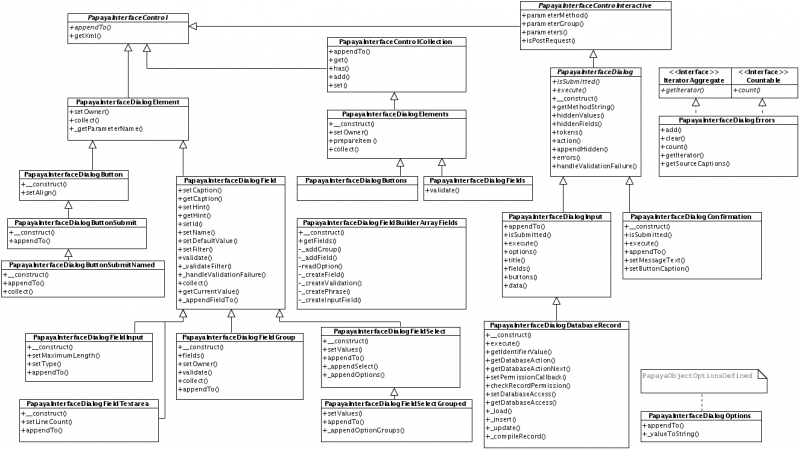 PapayaInterfaceControl
+appendTo()
+getXml()
PapayaInterfaceControlInteractive
+parameterMethod()
+parameterGroup()
+parameters()
+isPostRequest()
PapayaInterfaceControlCollection
+appendTo()
+get()
+has()
+add()
+set()
PapayaInterfaceDialog
+isSubmitted()
+execute()
+__construct()
+getMethodString()
+hiddenValues()
+hiddenFields()
+tokens()
+action()
+appendHidden()
+errors()
+handleValidationFailure()
<<Interface>>
IteratorAggregate
+getIterator()
<<Interface>>
Countable
+count()
PapayaInterfaceDialogElement
+setOwner()
+collect()
+_getParameterName()
PapayaInterfaceDialogElements
+__construct()
+setOwner()
+prepareItem()
+collect()
PapayaInterfaceDialogErrors
+add()
+clear()
+count()
+getIterator()
+getSourceCaptions()
PapayaInterfaceDialogButton
+__construct()
+setAlign()
PapayaInterfaceDialogField
+setCaption()
+getCaption()
+setHint()
+getHint()
+setId()
+setName()
+setDefaultValue()
+setFilter()
+validate()
+_validateFilter()
+_handleValidationFailure()
+collect()
+getCurrentValue()
+_appendFieldTo()
PapayaInterfaceDialogButtons
PapayaInterfaceDialogFields
+validate()
PapayaInterfaceDialogButtonSubmit
+__construct()
+appendTo()
PapayaInterfaceDialogFieldBuilderArrayFields
+__construct()
+getFields()
-_addGroup()
-_addField()
-readOption()
-_createField()
-_createValidation()
-_createPhrase()
-_createInputField()
PapayaInterfaceDialogInput
+appendTo()
+isSubmitted()
+execute()
+options()
+title()
+fields()
+buttons()
+data()
PapayaInterfaceDialogConfirmation
+__construct()
+isSubmitted()
+execute()
+appendTo()
+setMessageText()
+setButtonCaption()
PapayaInterfaceDialogButtonSubmitNamed
+__construct()
+appendTo()
+collect()
PapayaInterfaceDialogFieldInput
+__construct()
+setMaximumLength()
+setType()
+appendTo()
PapayaInterfaceDialogFieldGroup
+__construct()
+fields()
+setOwner()
+validate()
+collect()
+appendTo()
PapayaInterfaceDialogFieldSelect
+__construct()
+setValues()
+appendTo()
+_appendSelect()
+_appendOptions()
PapayaInterfaceDialogDatabaseRecord
+__construct()
+execute()
+getIdentifierValue()
+getDatabaseAction()
+getDatabaseActionNext()
+setPermissionCallback()
+checkRecordPermission()
+setDatabaseAccess()
+getDatabaseAccess()
+_load()
+_insert()
+_update()
+_compileRecord()
PapayaObjectOptionsDefined
PapayaInterfaceDialogFieldTextarea
+__construct()
+setLineCount()
+appendTo()
PapayaInterfaceDialogFieldSelectGrouped
+setValues()
+appendTo()
+_appendOptionGroups()
PapayaInterfaceDialogOptions
+appendTo()
+_valueToString()